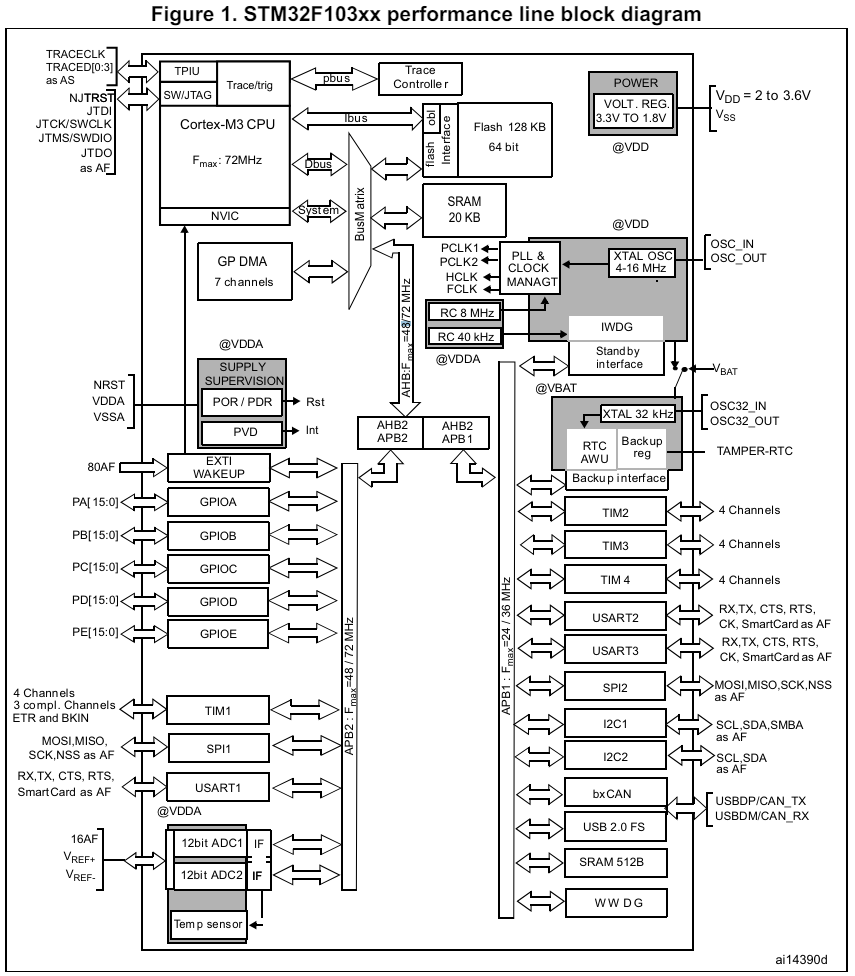 Figure 1. STM32F103xx performance line block diagram
TRACECLK
TRACED[0:3]
as AS
NJTRST
JTDI
JTCK/SWCLK
JTMS/SWDIO
JTDO
as AF
TPIU
SW/JTAG
Trace/trig
Cortex-M3 CPU
Fmax: 72MHz
NVIC
pbus
Trace
Controller
Ibus
Dbus
System
BusMatrix
flash
obl
Interface
Flash 128 KB
64 bit
SRAM
20 KB
POWER
VOLT. REG.
3.3V TO 1.8V
@VDD
VDD = 2 to 3.6V
VSS
GP DMA
7 channels
AHB:Fmax=48/72 MHz
PCLK1
PCLK2
HCLK
FCLK
PLL &
CLOCK
MANAGT
@VDD
XTAL OSC
4-16 MHz
OSC_IN
OSC_OUT
RC 8 MHz
RC 40 kHz
@VDDA
IWDG
Standby
interface
VBAT
@VBAT
@VDDA
SUPPLY
SUPERVISION
POR / PDR
Rst
PVD
Int
NRST
VDDA
VSSA
AHB2
APB2
AHB2
APB1
XTAL 32 kHz
OSC32_IN
OSC32_OUT
RTC
AWU
Backup
reg
TAMPER-RTC
Backup interface
80AF
EXTI
WAKEUP
PA[15:0]
GPIOA
PB[15:0]
GPIOB
PC[15:0]
GPIOC
PD[15:0]
GPIOD
PE[15:0]
GPIOE
4 Channels
3 compl. Channels
ETR and BKIN
TIM1
MOSI,MISO,
SCK,NSS as AF
SPI1
RX,TX, CTS, RTS,
SmartCard as AF
USART1
@VDDA
16AF
VREF+
VREF-
12bit ADC1
IF
12bit ADC2
IF
Temp sensor
APB2 : Fmax=48 / 72 MHz
APB1 : Fmax=24 / 36 MHz
TIM2
4 Channels
TIM3
4 Channels
TIM 4
4 Channels
USART2
RX,TX, CTS, RTS,
CK, SmartCard as AF
USART3
RX,TX, CTS, RTS,
CK, SmartCard as AF
SPI2
MOSI,MISO,SCK,NSS
as AF
I2C1
SCL,SDA,SMBA
as AF
I2C2
SCL,SDA
as AF
bxCAN
USBDP/CAN_TX
USBDM/CAN_RX
USB 2.0 FS
SRAM 512B
WWDG
ai14390d